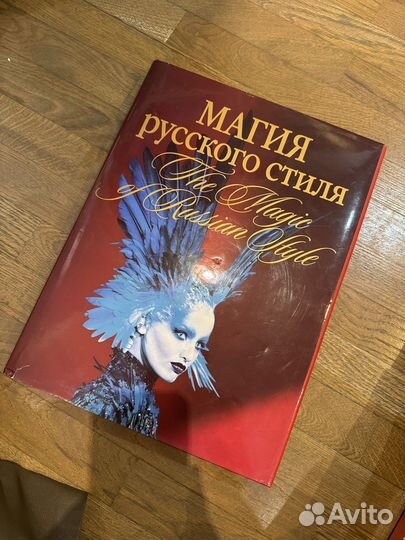 МАГИЯ
русского стиля
The Magic
of Russian Style
Avito